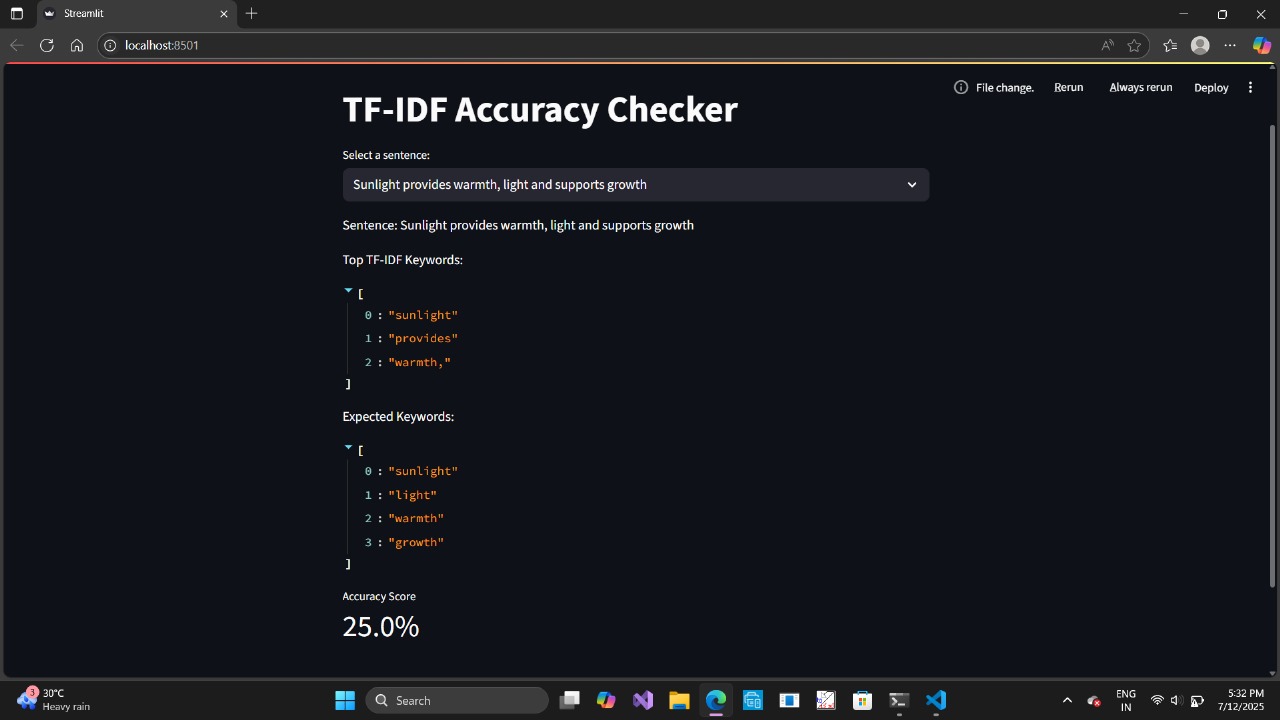 Streamlit
localhost:8501
File change. Rerun Always rerun Deploy
TF-IDF Accuracy Checker
Select a sentence:
Sunlight provides warmth, light and supports growth
Sentence: Sunlight provides warmth, light and supports growth
Top TF-IDF Keywords:
[
0 : "sunlight"
1 : "provides"
2 : "warmth,"
]
Expected Keywords:
[
0 : "sunlight"
1 : "light"
2 : "warmth"
3 : "growth"
]
Accuracy Score
25.0%
3 30°C
Heavy rain
Search
ENG
IN
5:32 PM
7/12/2025